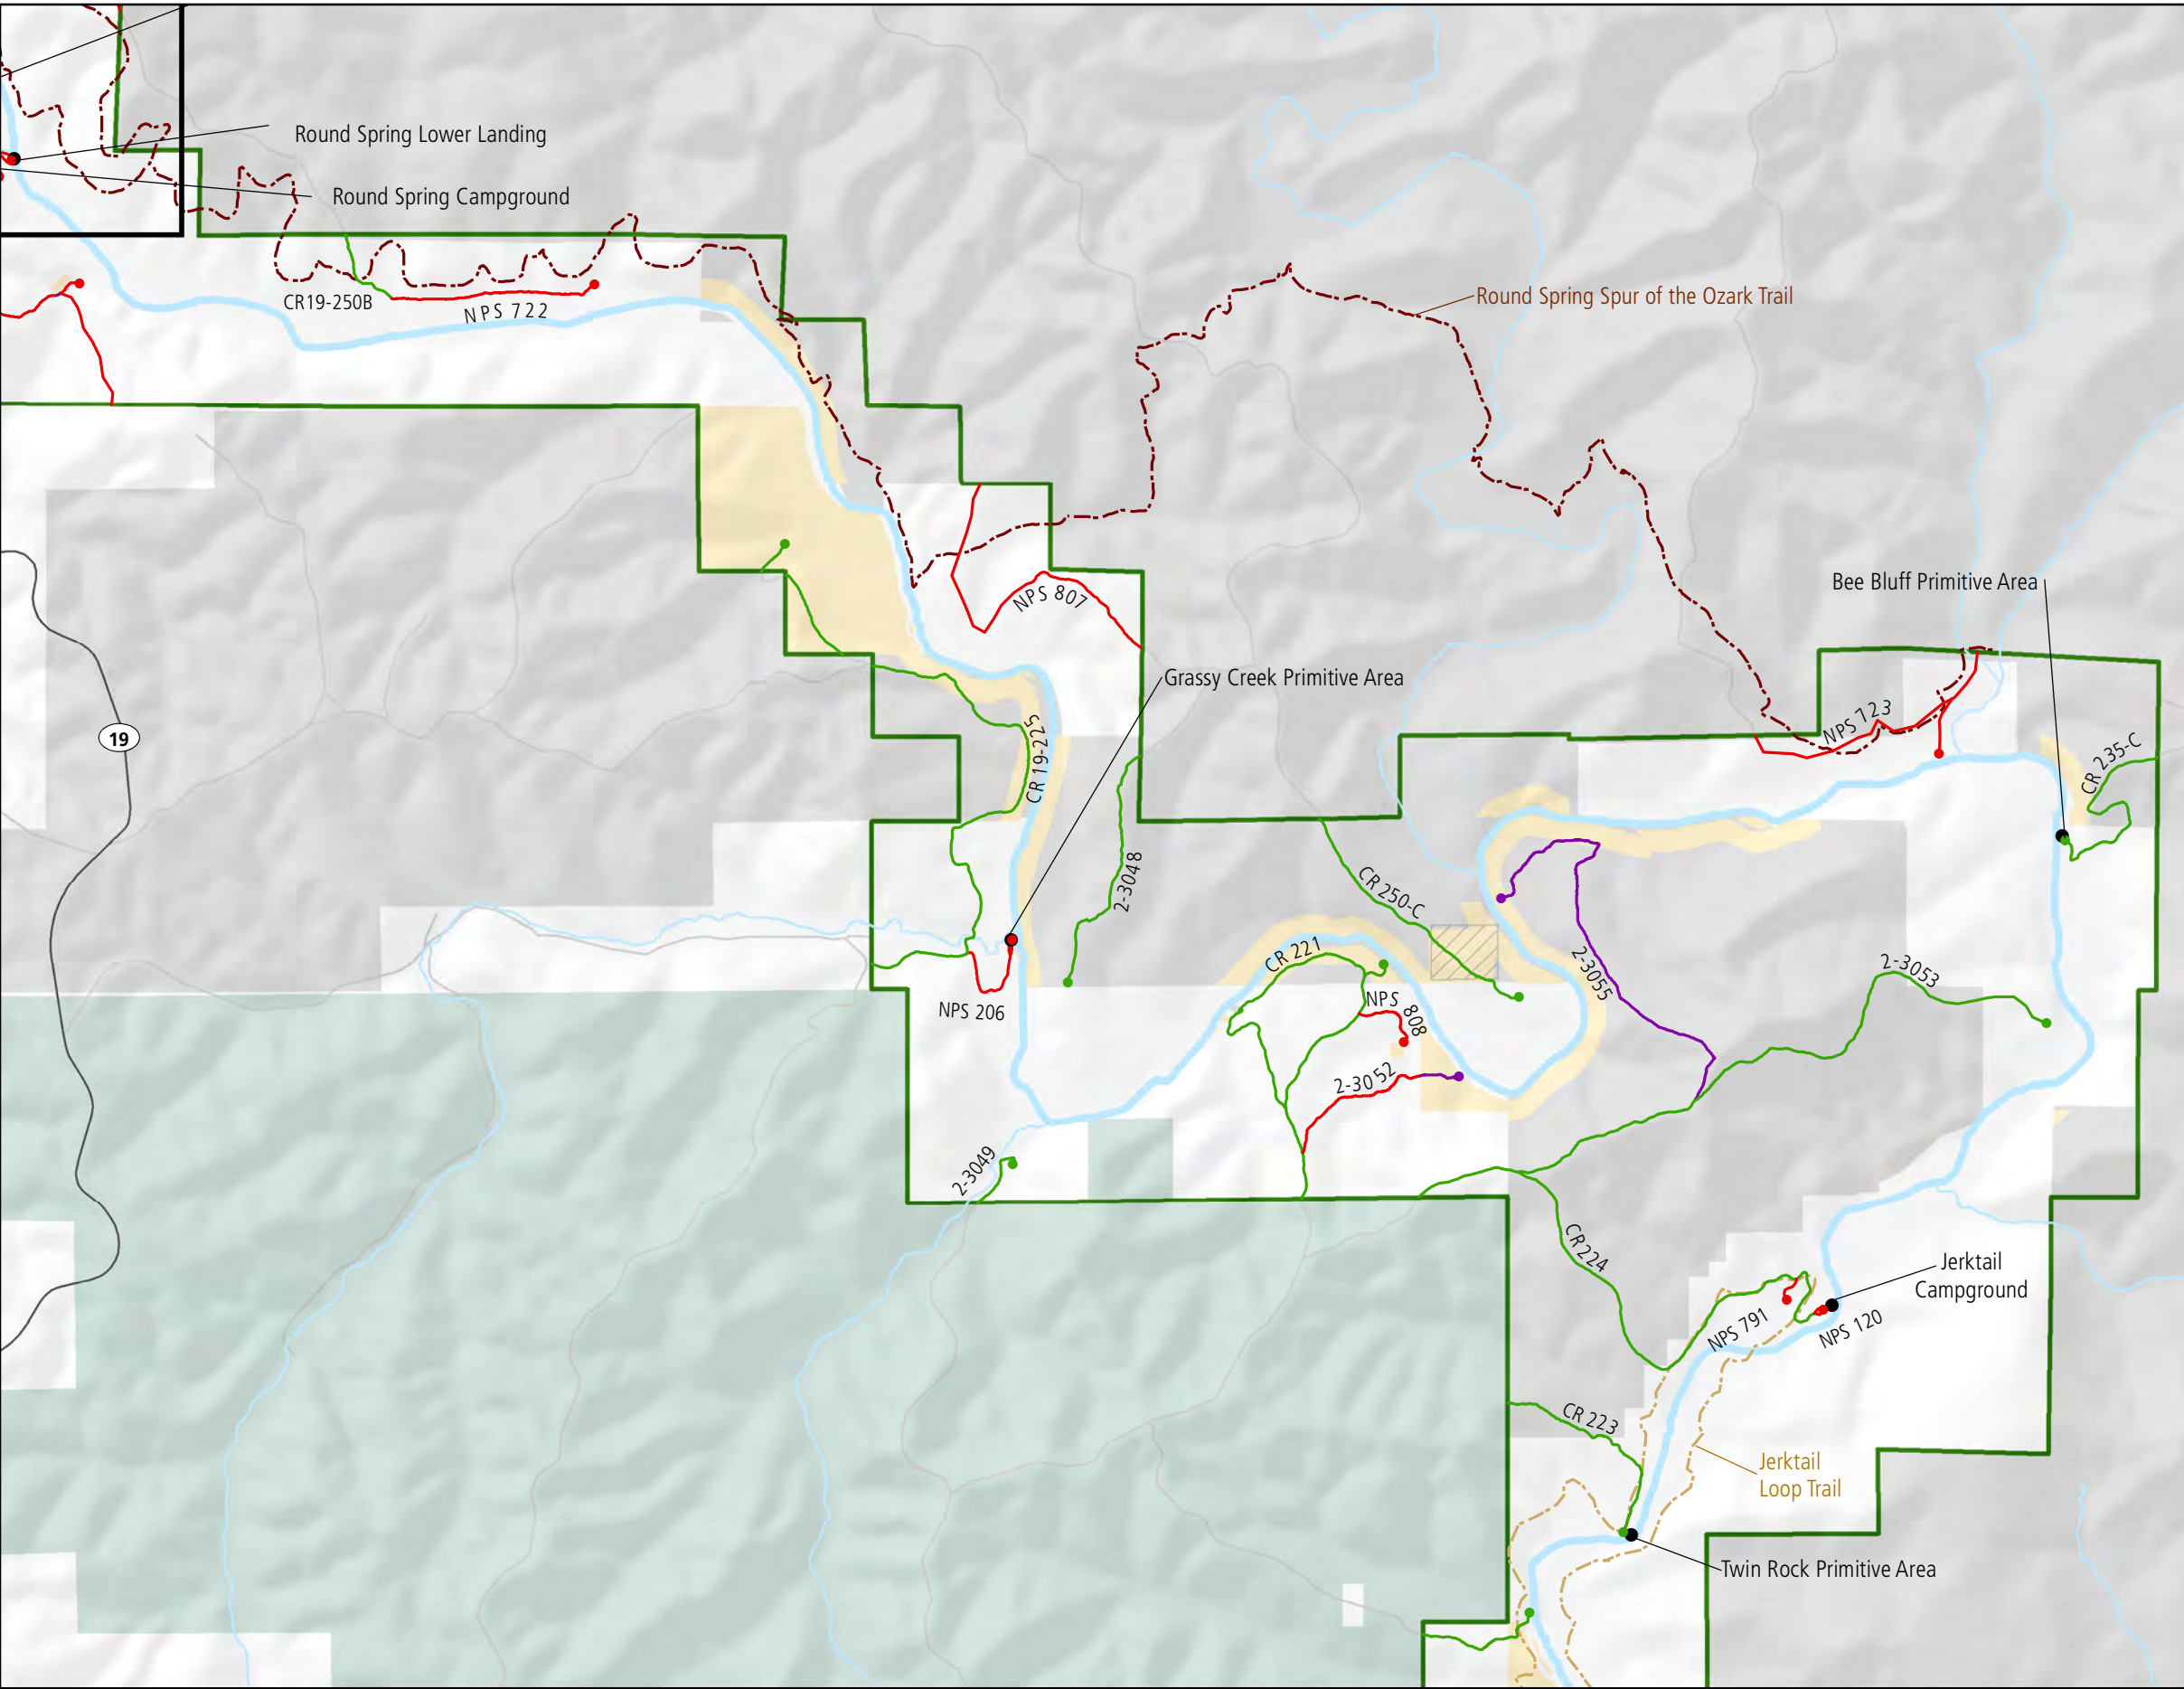 Round Spring Lower Landing
Round Spring Campground
CR19-250B
NPS 722
Round Spring Spur of the Ozark Trail
Bee Bluff Primitive Area
NPS 807
Grassy Creek Primitive Area
CR 19-225
19
NPS 723
CR 235-C
2-3048
CR 250-C
CR 221
2-3055
2-3053
NPS 206
NPS 808
2-3052
2-3049
CR224
Jerktail
Campground
NPS 791
NPS 120
CR 223
Jerktail
Loop Trail
Twin Rock Primitive Area